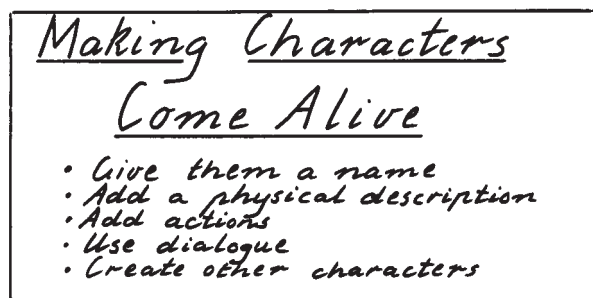 Making Characters
Come Alive
• Give them a name
• Add a physical description
• Add actions
• Use dialogue
• Create other characters